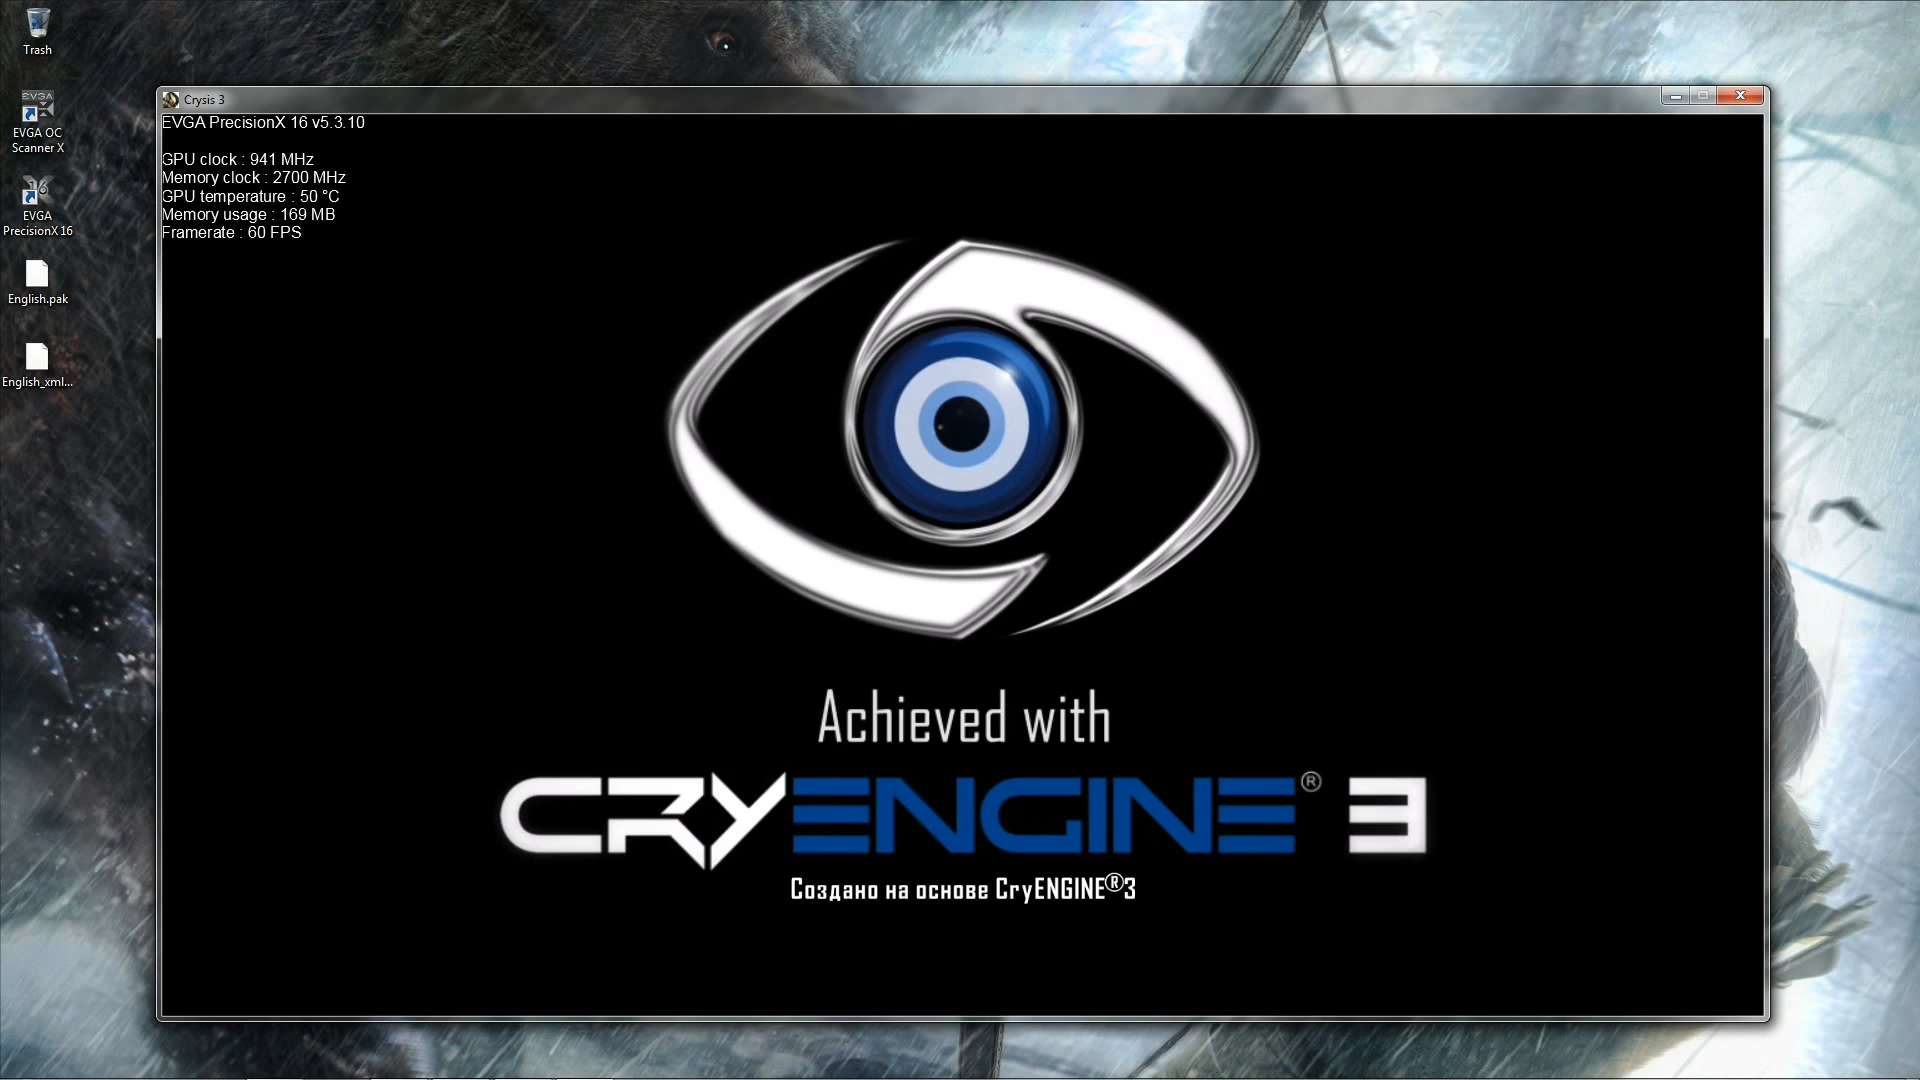 Trash
EVGA
EVGA OC
Scanner X
16
EVGA
PrecisionX 16
English.pak
English_xml...
Crysis 3
EVGA PrecisionX 16 v5.3.10
GPU clock : 941 MHz
Memory clock : 2700 MHz
GPU temperature : 50 °C
Memory usage : 169 MB
Framerate : 60 FPS
Achieved with
CRYENGINE® 3
Создано на основе CryENGINE®3